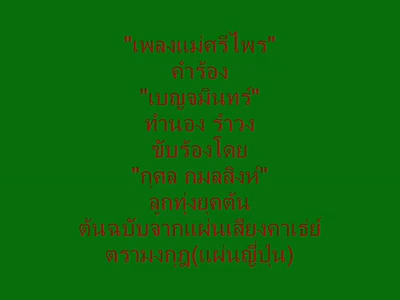 "เพลงแม่ศรีไพร"
คำร้อง
"เบญจมินทร์"
ทำนอง รำวง
ขับร้องโดย
"กุศล กมลสิงห์"
ลูกทุ่งยุคต้น
ต้นฉบับจากแผ่นเสียงคาเธ่ย์
ตรามงกุฎ(แผ่นญี่ปุ่น)